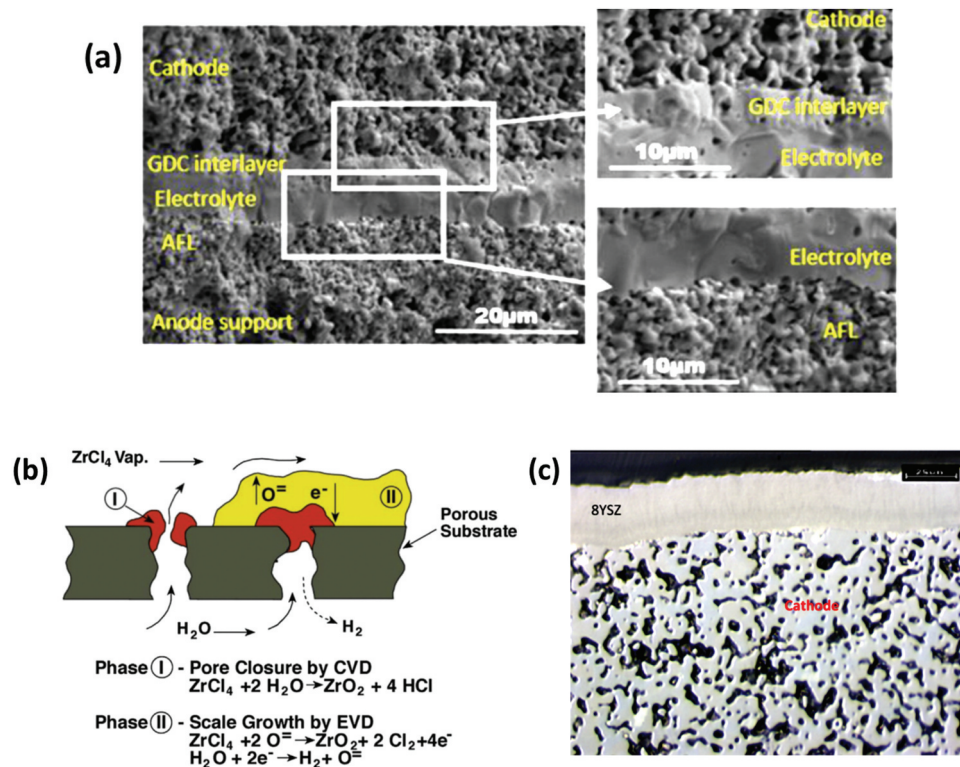 (a)
Cathode
GDC interlayer
Electrolyte
AFL
Anode support
20μm
Cathode
GDC interlayer
Electrolyte
10μm
Electrolyte
AFL
10μm
(b)
ZrCl₄ Vap.
I
O⁼
e⁻
II
Porous
Substrate
H₂O
H₂
Phase I - Pore Closure by CVD
ZrCl₄ +2 H₂O→ZrO₂ + 4 HCl
Phase II - Scale Growth by EVD
ZrCl₄ +2 O⁼→ZrO₂+ 2 Cl₂+4e⁻
H₂O + 2e⁻→H₂+ O⁼
(c)
8YSZ
Cathode